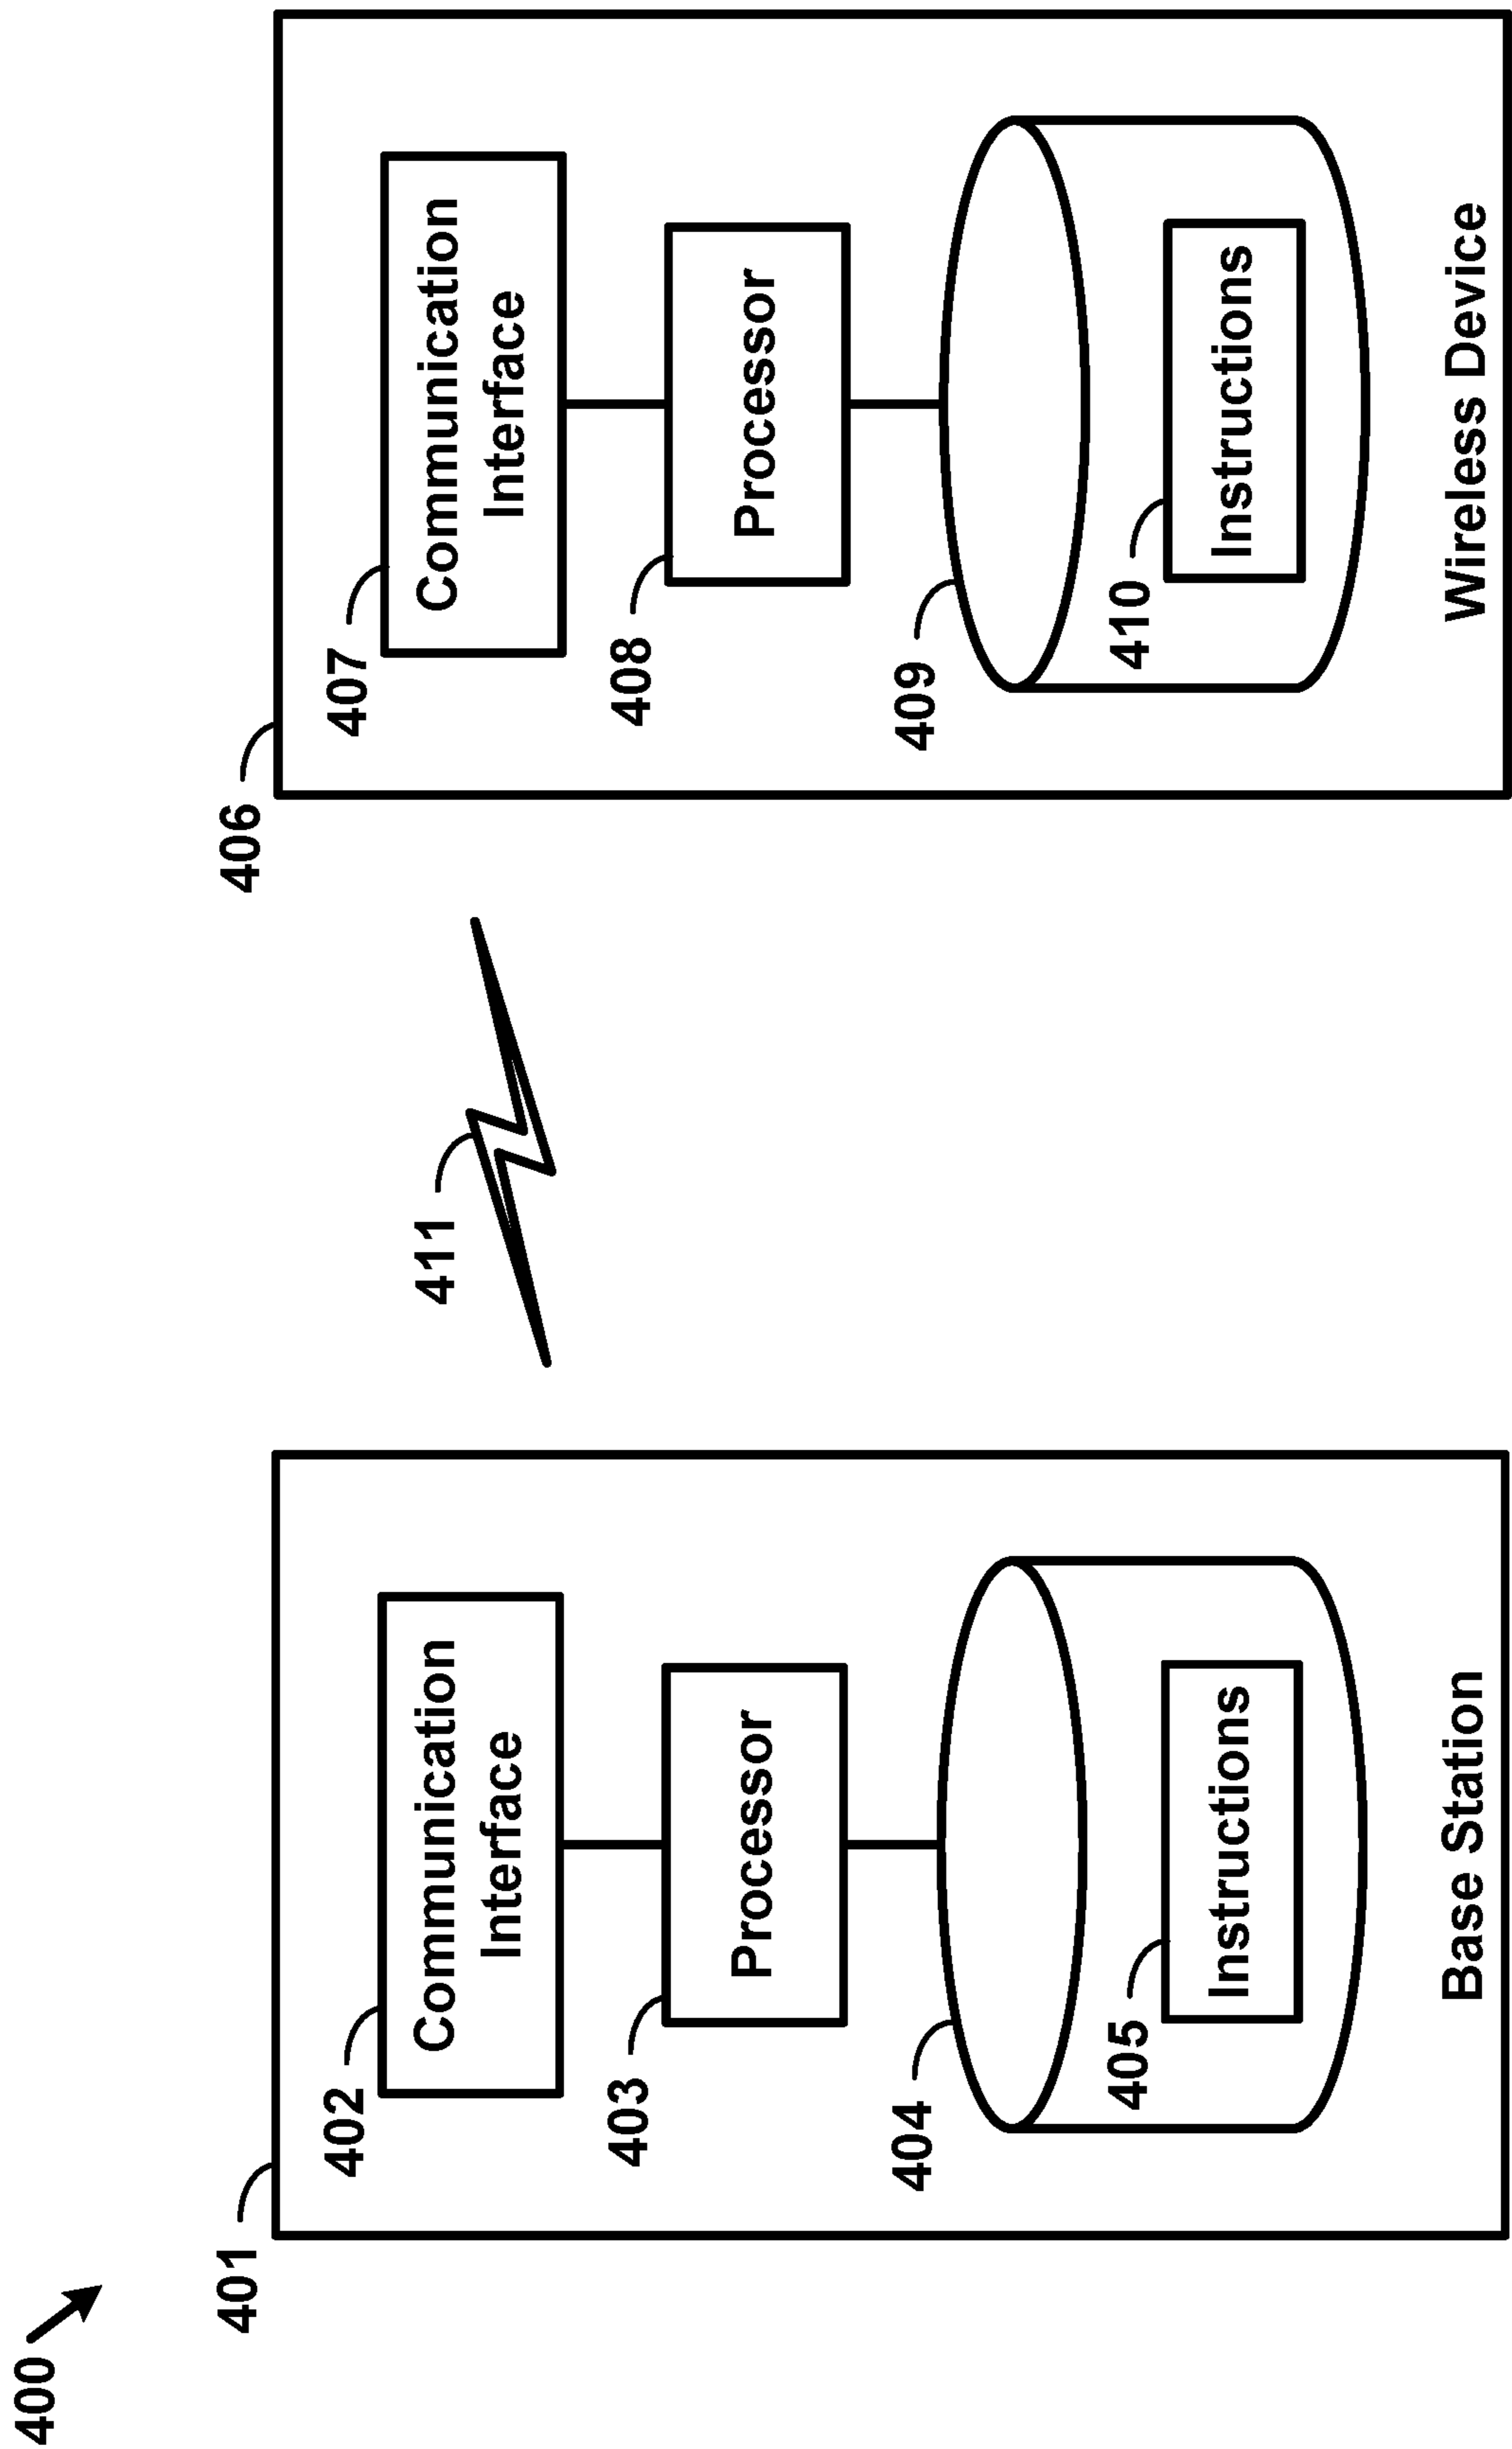 400
401
402
Communication
Interface
403
Processor
404
405
Instructions
Base Station
411
406
407
Communication
Interface
408
Processor
409
410
Instructions
Wireless Device